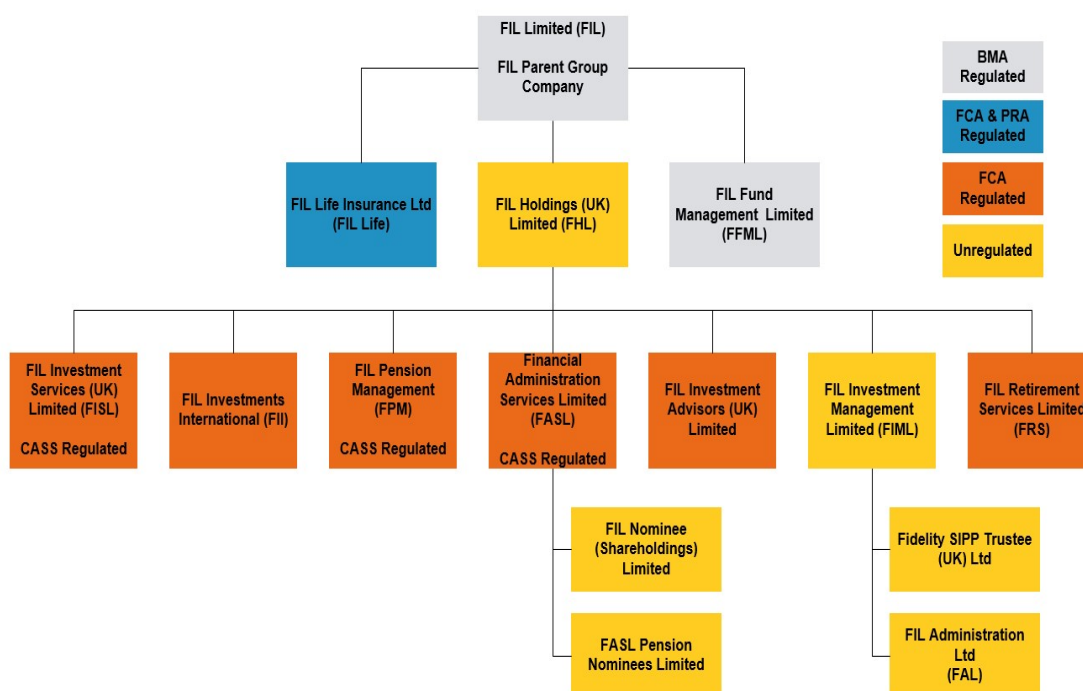 FIL Limited (FIL)
FIL Parent Group
Company
BMA
Regulated
FCA & PRA
Regulated
FCA
Regulated
Unregulated
FIL Life Insurance Ltd
(FIL Life)
FIL Holdings (UK)
Limited (FHL)
FIL Fund
Management Limited
(FFML)
FIL Investment
Services (UK)
Limited (FISL)
CASS Regulated
FIL Investments
International (FII)
FIL Pension
Management
(FPM)
CASS Regulated
Financial
Administration
Services Limited
(FASL)
CASS Regulated
FIL Investment
Advisors (UK)
Limited
FIL Investment
Management
Limited (FIML)
FIL Retirement
Services Limited
(FRS)
FIL Nominee
(Shareholdings)
Limited
Fidelity SIPP Trustee
(UK) Ltd
FASL Pension
Nominees Limited
FIL Administration
Ltd
(FAL)